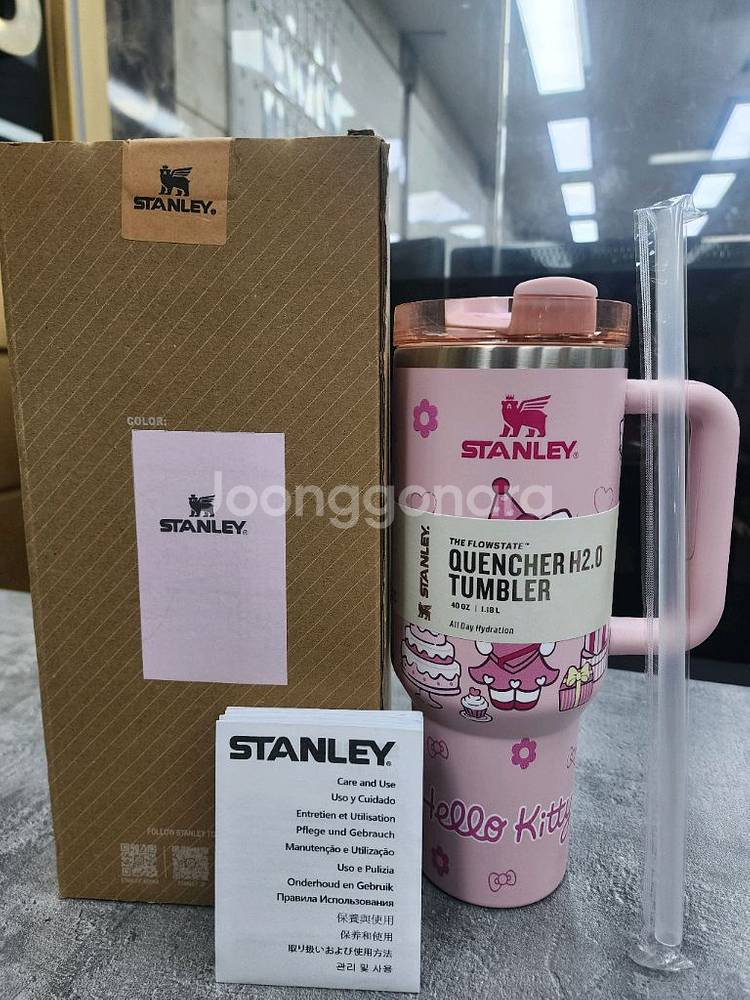 STANLEY®
COLOR:
STANLEY®
FOLLOW STANLEY
STANLEY®
Care and Use
Uso y Cuidado
Entretien et Utilisation
Pflege und Gebrauch
Manutenção e Utilização
Uso e Pulizia
Onderhoud en Gebruik
Правила Использования
保養與使用
保养和使用
取り扱いおよび使用方法
관리 및 사용
STANLEY®
STANLEY®
THE FLOWSTATE™
QUENCHER H2.0
TUMBLER
40 OZ | 1.18 L
All Day Hydration
Hello Kitty
joonggonara